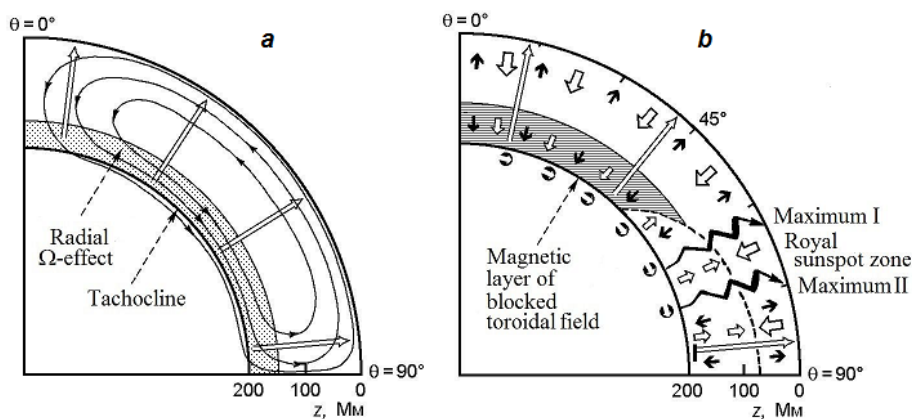 θ = 0°
a
Radial
Ω-effect
Tachocline
θ = 90°
200 100 0
z, Мм
θ = 0°
b
45°
Maximum I
Royal
sunspot zone
Maximum II
Magnetic
layer of
blocked
toroidal field
θ = 90°
200 100 0
z, Мм